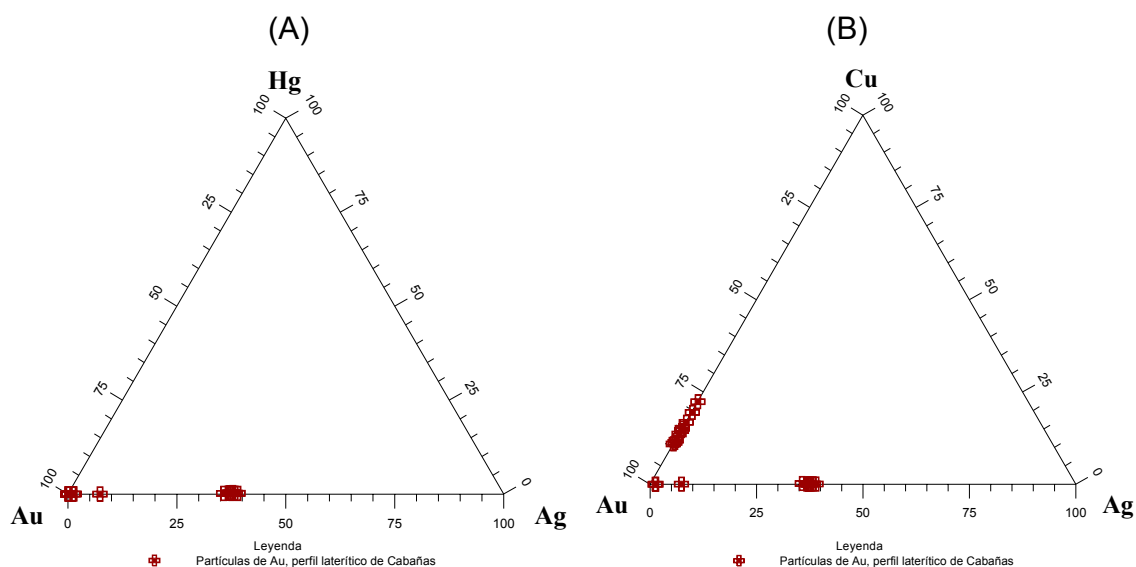 (A)
Hg
100 100
25 75
50 50
75 25
100 0
Au Ag
0 25 50 75 100
Leyenda
Partículas de Au, perfil laterítico de Cabañas
(B)
Cu
100 100
25 75
50 50
75 25
100 0
Au Ag
0 25 50 75 100
Leyenda
Partículas de Au, perfil laterítico de Cabañas